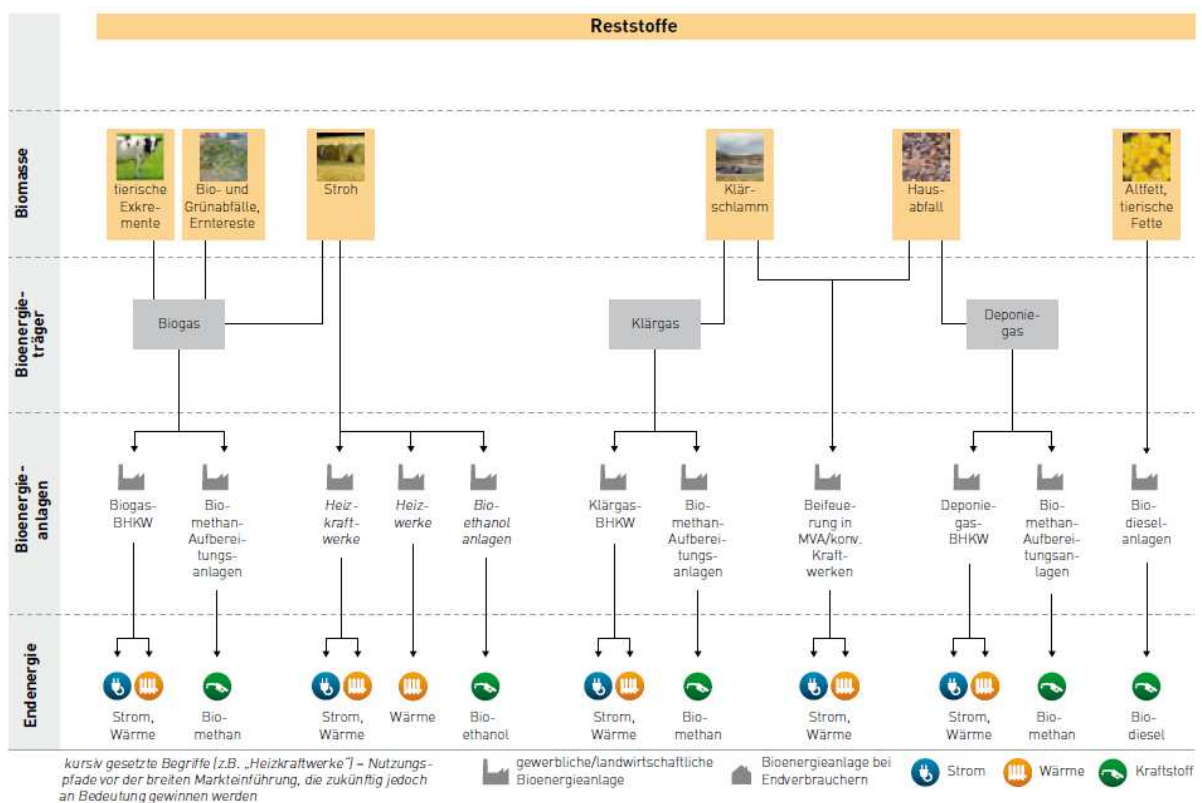 Reststoffe
Biomasse
tierische
Exkre-
mente
Bio- und
Grünabfälle,
Erntereste
Stroh
Klär-
schlamm
Haus-
abfall
Altfett,
tierische
Fette
Bioenergie-
träger
Biogas
Klärgas
Deponie-
gas
Bioenergie-
anlagen
Biogas-
BHKW
Bio-
methan-
Aufberei-
tungs-
anlagen
Heiz-
kraft-
werke
Heiz-
werke
Bio-
ethanol
anlagen
Klärgas-
BHKW
Bio-
methan-
Aufberei-
tungs-
anlagen
Beifeue-
rung in
MVA/konv.
Kraft-
werken
Deponie-
gas-
BHKW
Bio-
methan-
Aufberei-
tungsan-
lagen
Bio-
diesel-
anlagen
Endenergie
Strom,
Wärme
Bio-
methan
Strom,
Wärme
Wärme
Bio-
ethanol
Strom,
Wärme
Bio-
methan
Strom,
Wärme
Strom,
Wärme
Bio-
methan
Bio-
diesel
kursiv gesetzte Begriffe (z.B. „Heizkraftwerke") – Nutzungs-
pfade vor der breiten Markteinführung, die zukünftig jedoch
an Bedeutung gewinnen werden
gewerbliche/landwirtschaftliche
Bioenergieanlage
Bioenergieanlage bei
Endverbrauchern
Strom
Wärme
Kraftstoff